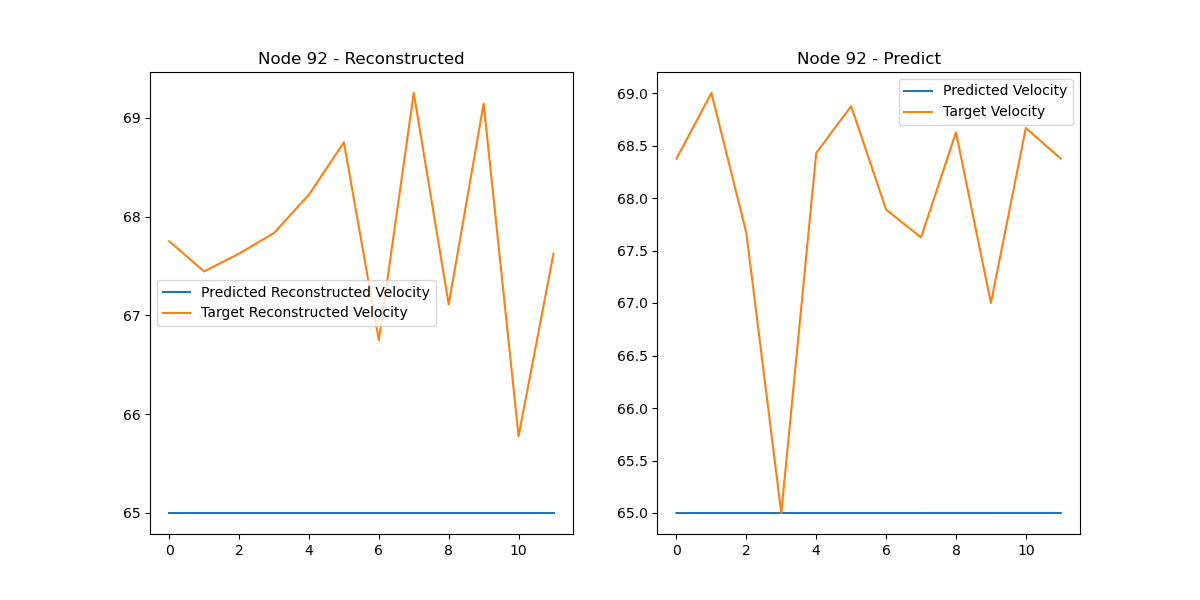 Node 92 - Reconstructed
69
68
67
66
65
Predicted Reconstructed Velocity
Target Reconstructed Velocity
0 2 4 6 8 10
Node 92 - Predict
69.0
68.5
68.0
67.5
67.0
66.5
66.0
65.5
65.0
Predicted Velocity
Target Velocity
0 2 4 6 8 10